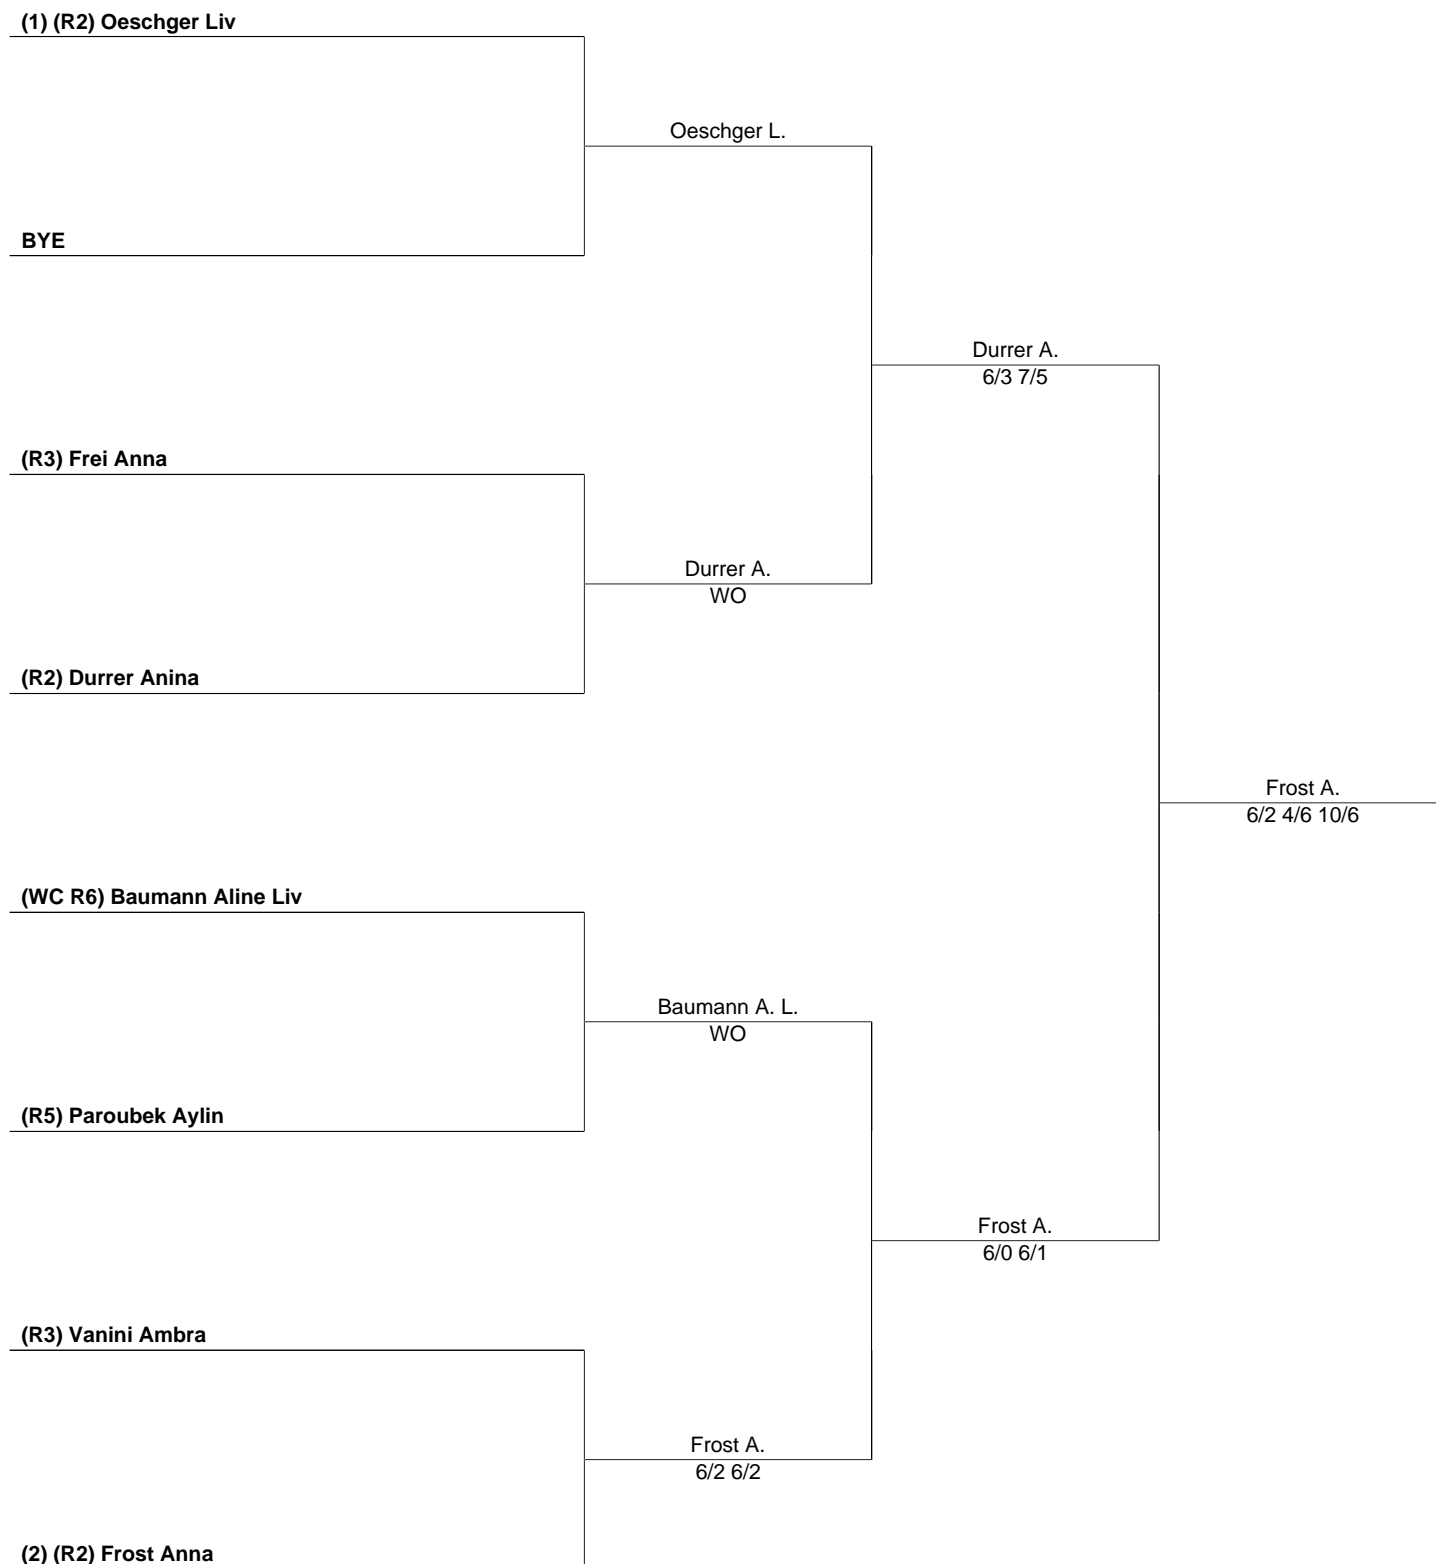 (1) (R2) Oeschger Liv
Oeschger L.
BYE
Durrer A.
6/3 7/5
(R3) Frei Anna
Durrer A.
WO
(R2) Durrer Anina
Frost A.
6/2 4/6 10/6
(WC R6) Baumann Aline Liv
Baumann A. L.
WO
(R5) Paroubek Aylin
Frost A.
6/0 6/1
(R3) Vanini Ambra
Frost A.
6/2 6/2
(2) (R2) Frost Anna